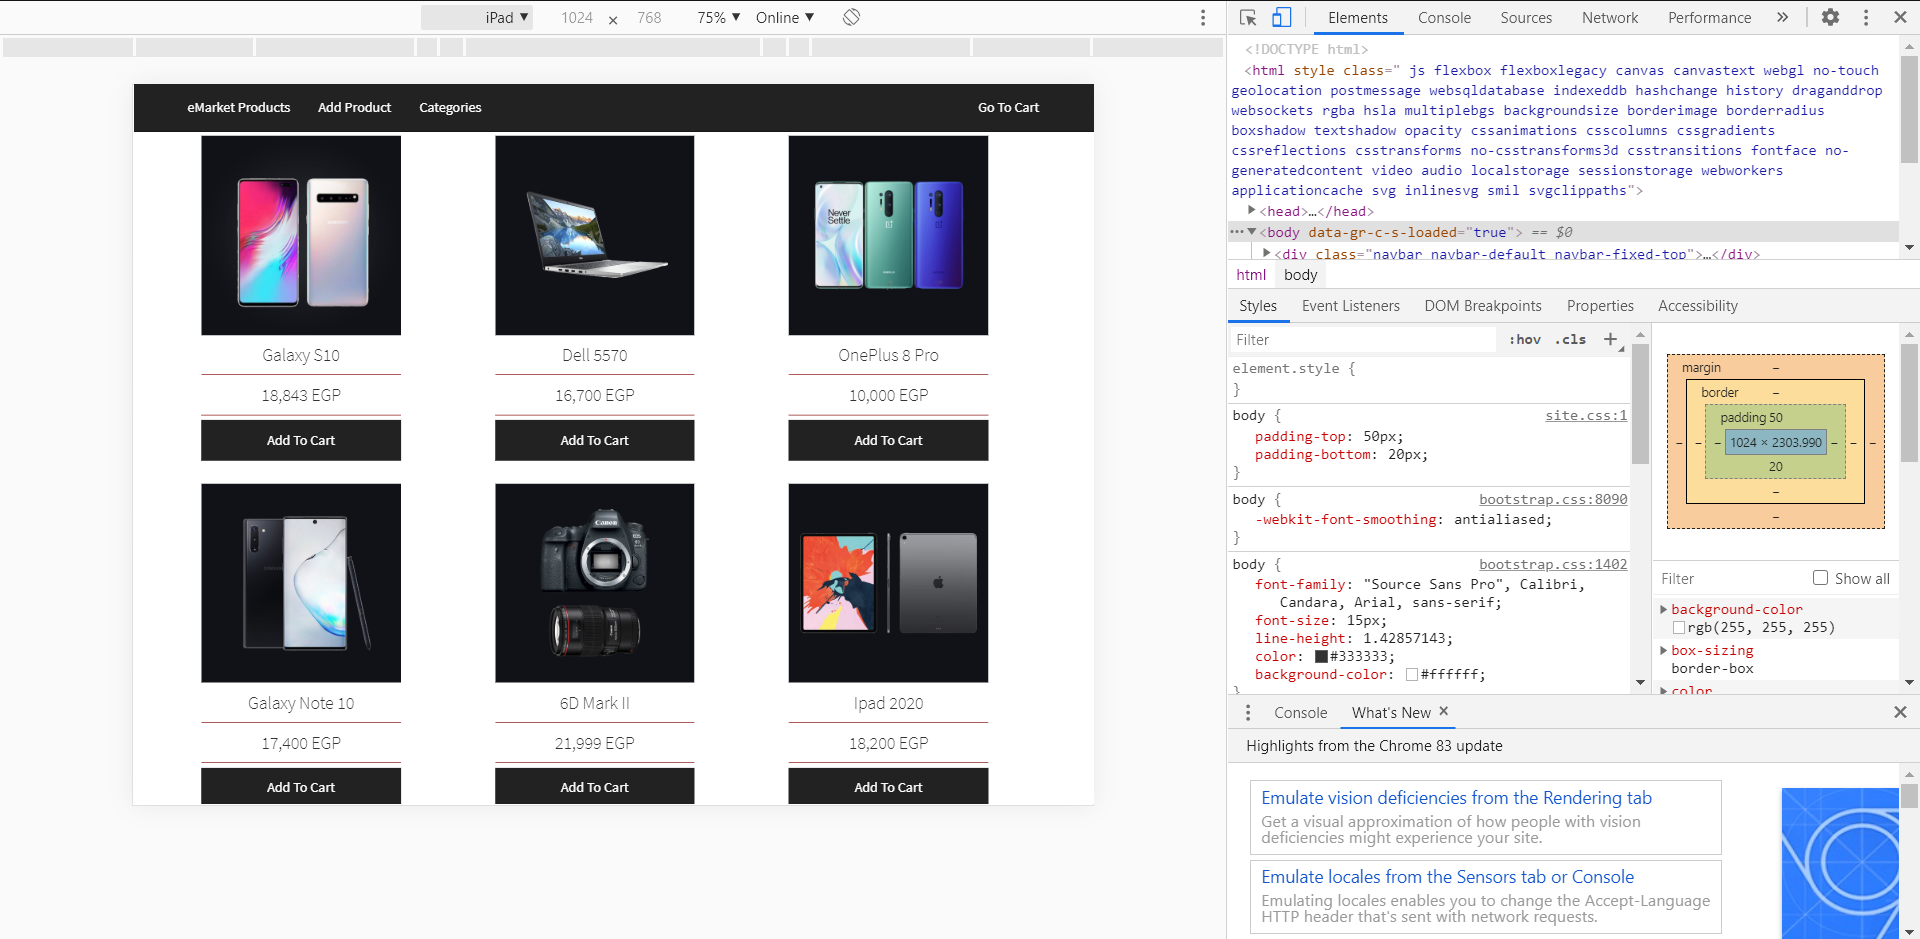 iPad ▼ 1024 × 768 75% ▼ Online ▼
eMarket Products Add Product Categories Go To Cart
Never
Settle
Galaxy S10 Dell 5570 OnePlus 8 Pro
18,843 EGP 16,700 EGP 10,000 EGP
Add To Cart Add To Cart Add To Cart
Canon
Galaxy Note 10 6D Mark II Ipad 2020
17,400 EGP 21,999 EGP 18,200 EGP
Add To Cart Add To Cart Add To Cart
Elements Console Sources Network Performance »
<!DOCTYPE html>
<html style class=" js flexbox flexboxlegacy canvas canvastext webgl no-touch
geolocation postmessage websqldatabase indexeddb hashchange history draganddrop
websockets rgba hsla multiplebgs backgroundsize borderimage borderradius
boxshadow textshadow opacity cssanimations csscolumns cssgradients
cssreflections csstransforms no-csstransforms3d csstransitions fontface no-
generatedcontent video audio localstorage sessionstorage webworkers
applicationcache svg inlinesvg smil svgclippaths">
<head>…</head>
<body data-gr-c-s-loaded="true"> == $0
<div class="navbar navbar-default navbar-fixed-top">…</div>
html body
Styles Event Listeners DOM Breakpoints Properties Accessibility
Filter :hov .cls +
element.style {
}
body { site.css:1
padding-top: 50px;
padding-bottom: 20px;
}
body { bootstrap.css:8090
-webkit-font-smoothing: antialiased;
}
body { bootstrap.css:1402
font-family: "Source Sans Pro", Calibri,
Candara, Arial, sans-serif;
font-size: 15px;
line-height: 1.42857143;
color: #333333;
background-color: #ffffff;
}
margin –
border –
padding 50
– – – 1024 × 2303.990 – – –
20
–
–
Filter Show all
background-color
rgb(255, 255, 255)
box-sizing
border-box
color
Console What's New ×
Highlights from the Chrome 83 update
Emulate vision deficiencies from the Rendering tab
Get a visual approximation of how people with vision
deficiencies might experience your site.
Emulate locales from the Sensors tab or Console
Emulating locales enables you to change the Accept-Language
HTTP header that's sent with network requests.